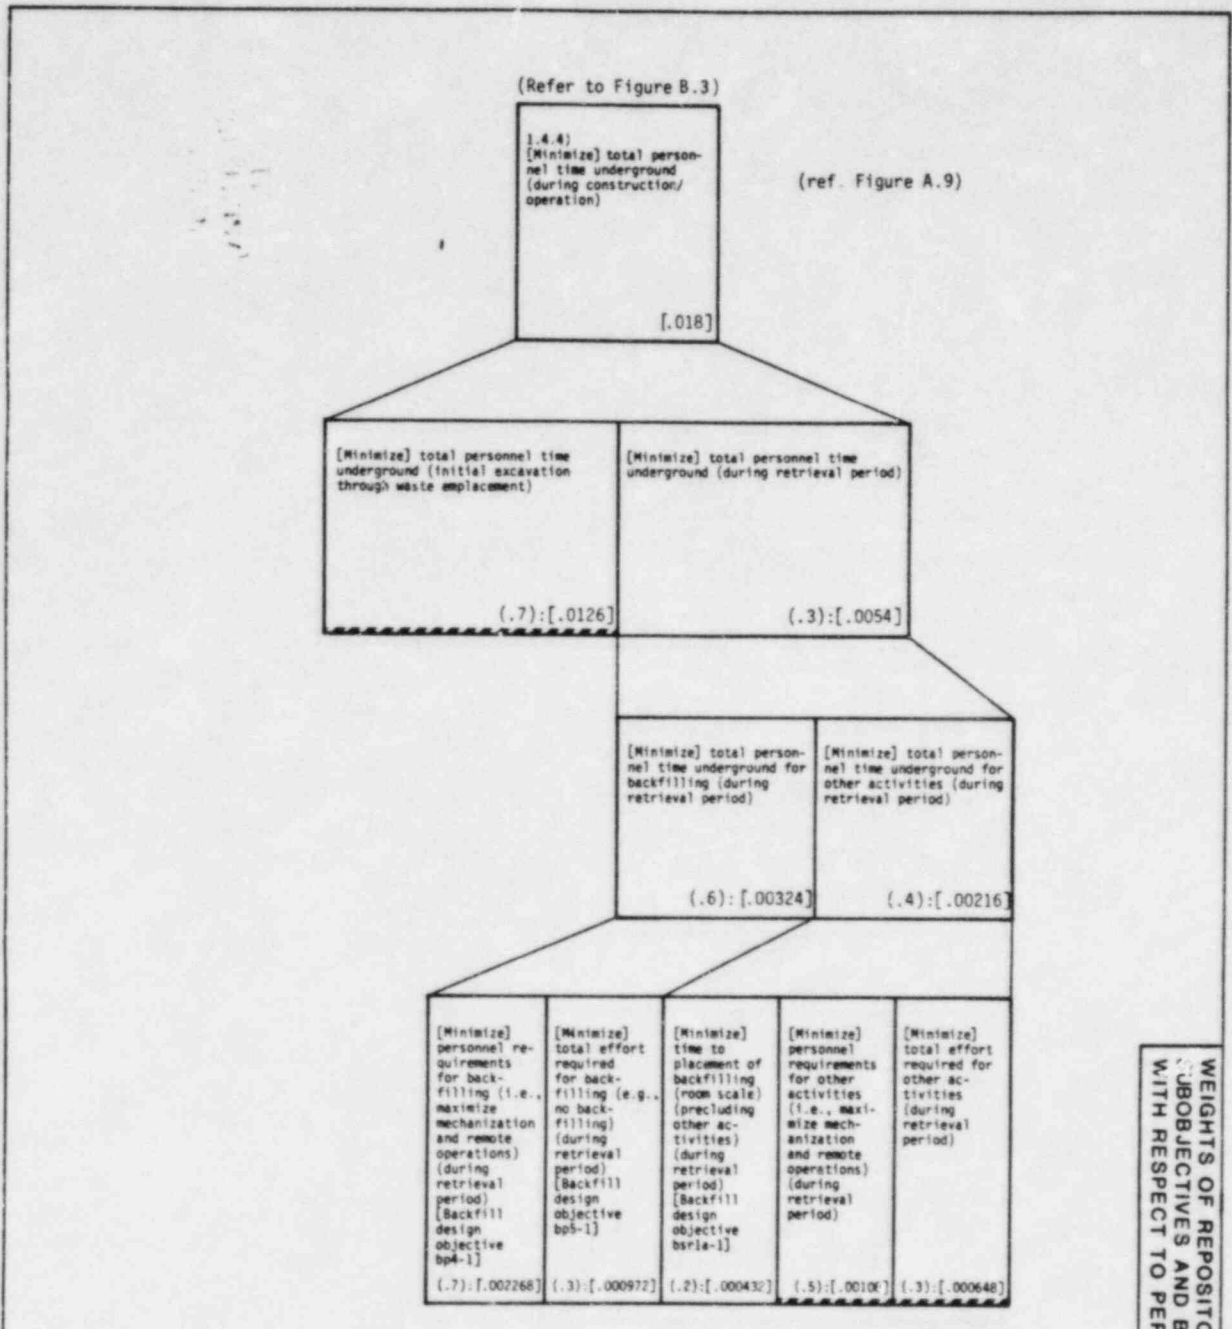 (Refer to Figure B.3)
1.4.4)
[Minimize] total person-
nel time underground
(during construction/
operation)
[.018]
(ref. Figure A.9)
[Minimize] total personnel time
underground (initial excavation
through waste emplacement)
(.7):[.0126]
[Minimize] total personnel time
underground (during retrieval period)
(.3):[.0054]
[Minimize] total person-
nel time underground for
backfilling (during
retrieval period)
(.6):[.00324]
[Minimize] total person-
nel time underground for
other activities (during
retrieval period)
(.4):[.00216]
[Minimize]
personnel re-
quirements
for back-
filling (i.e.,
maximize
mechanization
and remote
operations)
(during
retrieval
period)
[Backfill
design
objective
bp4-1]
(.7):[.002268]
[Minimize]
total effort
required
for back-
filling (e.g.,
no back-
filling)
(during
retrieval
period)
[Backfill
design
objective
bp5-1]
(.3):[.000972]
[Minimize]
time to
placement of
backfilling
(room scale)
(precluding
other ac-
tivities)
(during
retrieval
period)
[Backfill
design
objective
bsr1a-1]
(.2):[.000432]
[Minimize]
personnel
requirements
for other
activities
(i.e., maxi-
mize mech-
anization
and remote
operations)
(during
retrieval
period)
(.5):
[Minimize]
total effort
required for
other ac-
tivities
(during
retrieval
period)
(.3):[.000648]
WEIGHTS OF
SUBOBJECTIVES AND
WITH RESPECT TO